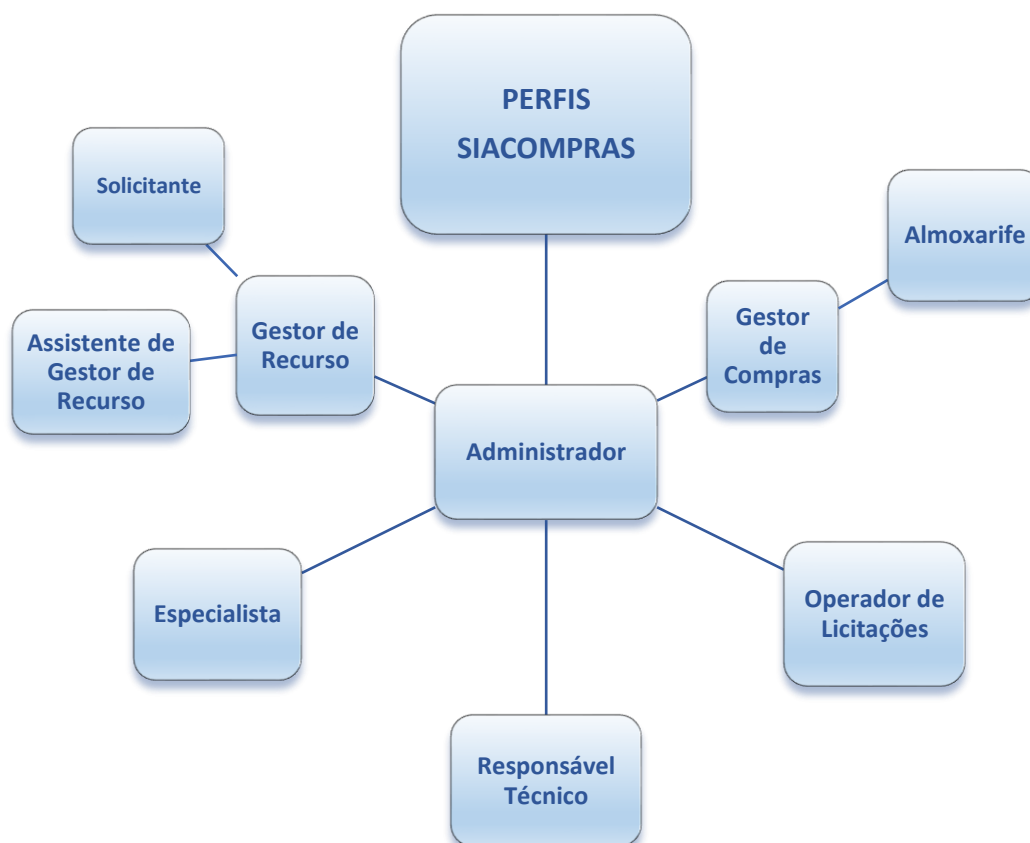 PERFIS
SIACOMPRAS
Solicitante
Almoxarife
Gestor de
Recurso
Gestor
de
Compras
Assistente de
Gestor de
Recurso
Administrador
Especialista
Operador de
Licitações
Responsável
Técnico